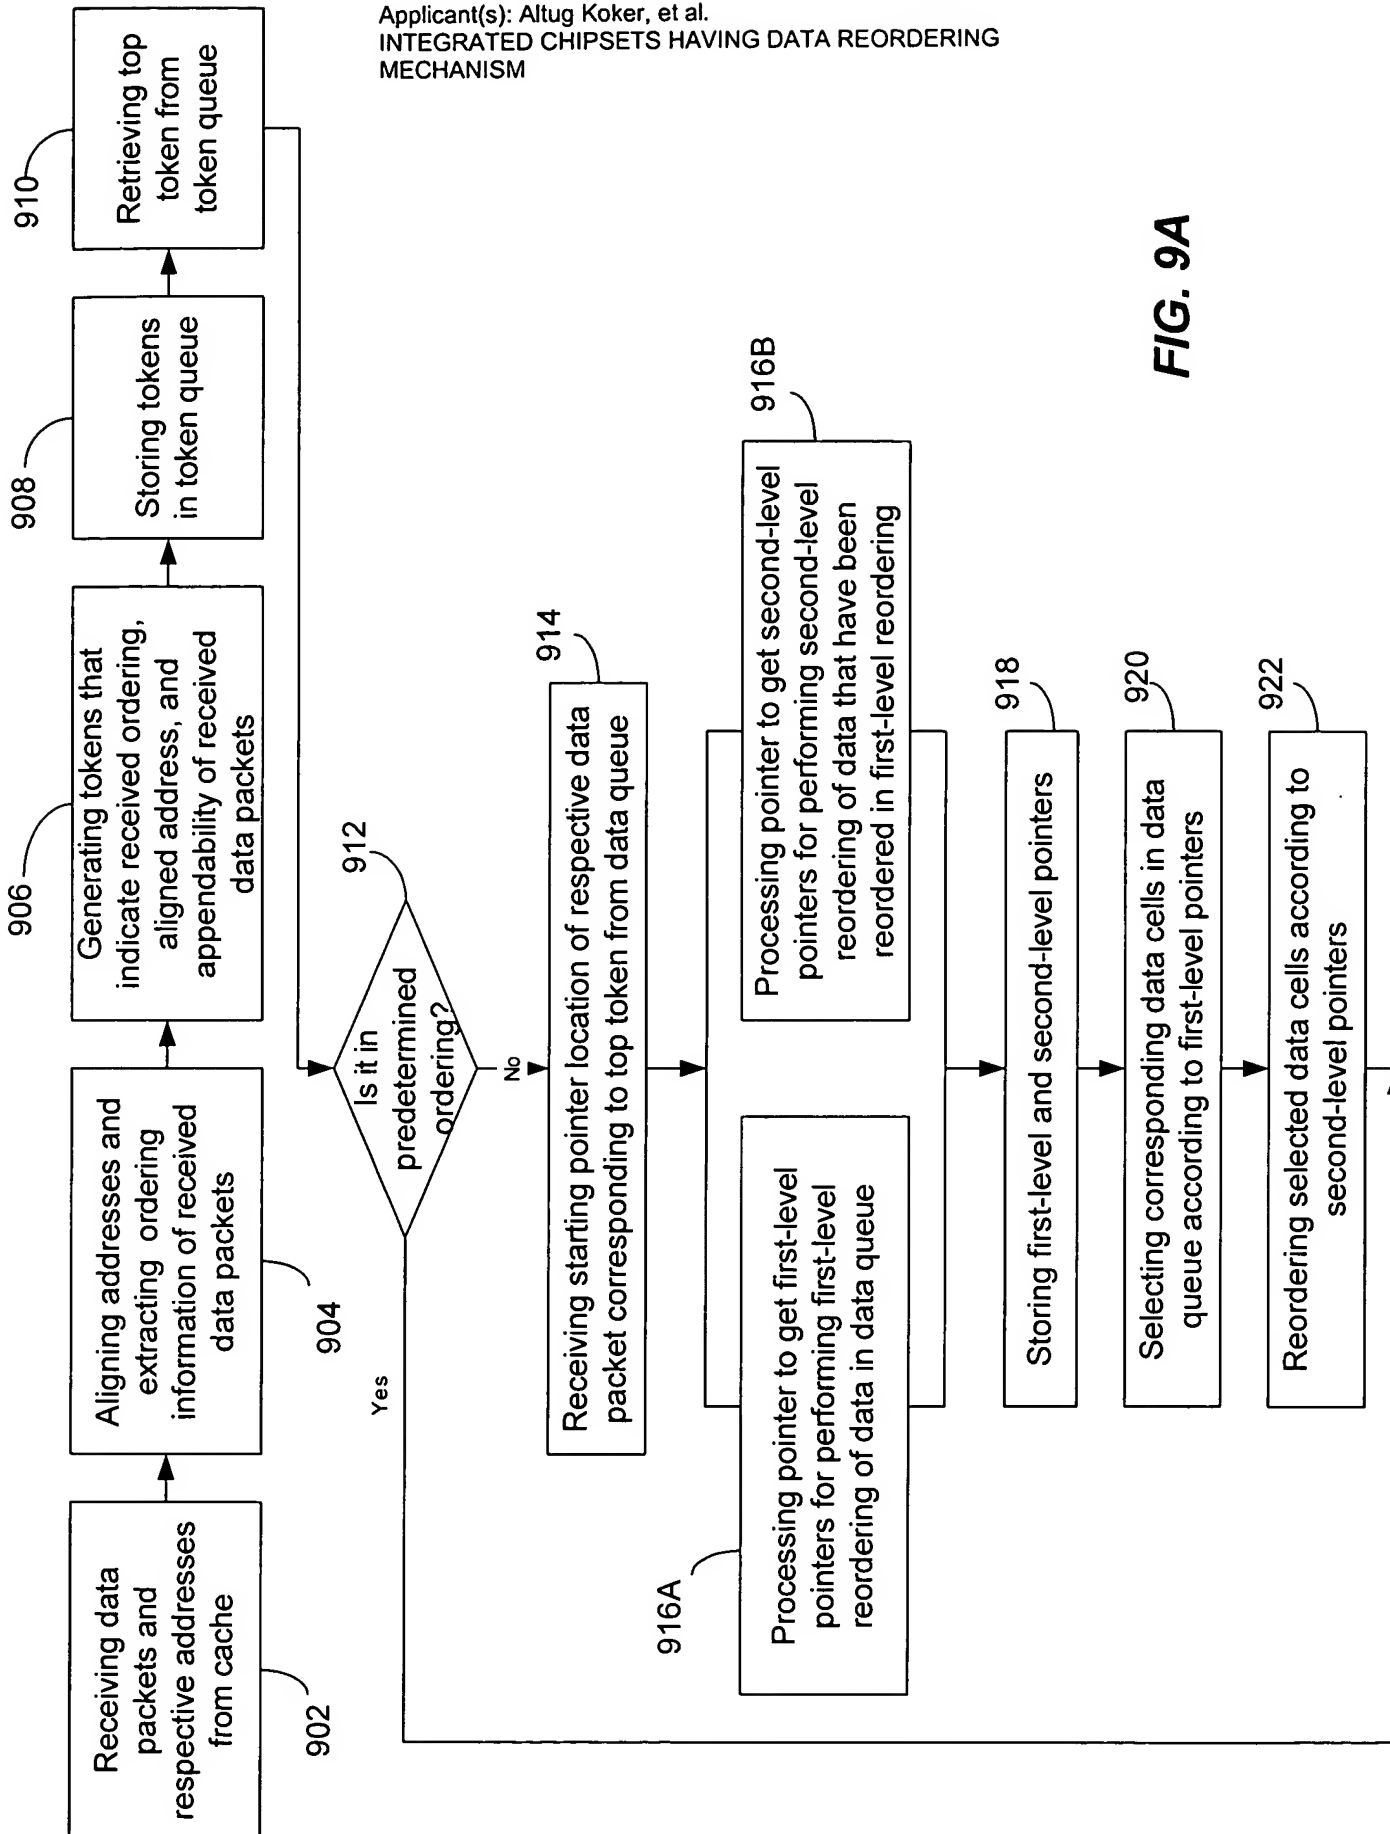 Applicant(s): Altug Koker, et al.
INTEGRATED CHIPSETS HAVING DATA REORDERING
MECHANISM
902
Receiving data
packets and
respective addresses
from cache
904
Aligning addresses and
extracting ordering
information of received
data packets
906
Generating tokens that
indicate received ordering,
aligned address, and
appendability of received
data packets
908
Storing tokens
in token queue
910
Retrieving top
token from
token queue
912
Is it in
predetermined
ordering?
Yes
No
914
Receiving starting pointer location of respective data
packet corresponding to top token from data queue
916A
Processing pointer to get first-level
pointers for performing first-level
reordering of data in data queue
916B
Processing pointer to get second-level
pointers for performing second-level
reordering of data that have been
reordered in first-level reordering
918
Storing first-level and second-level pointers
920
Selecting corresponding data cells in data
queue according to first-level pointers
922
Reordering selected data cells according to
second-level pointers
FIG. 9A